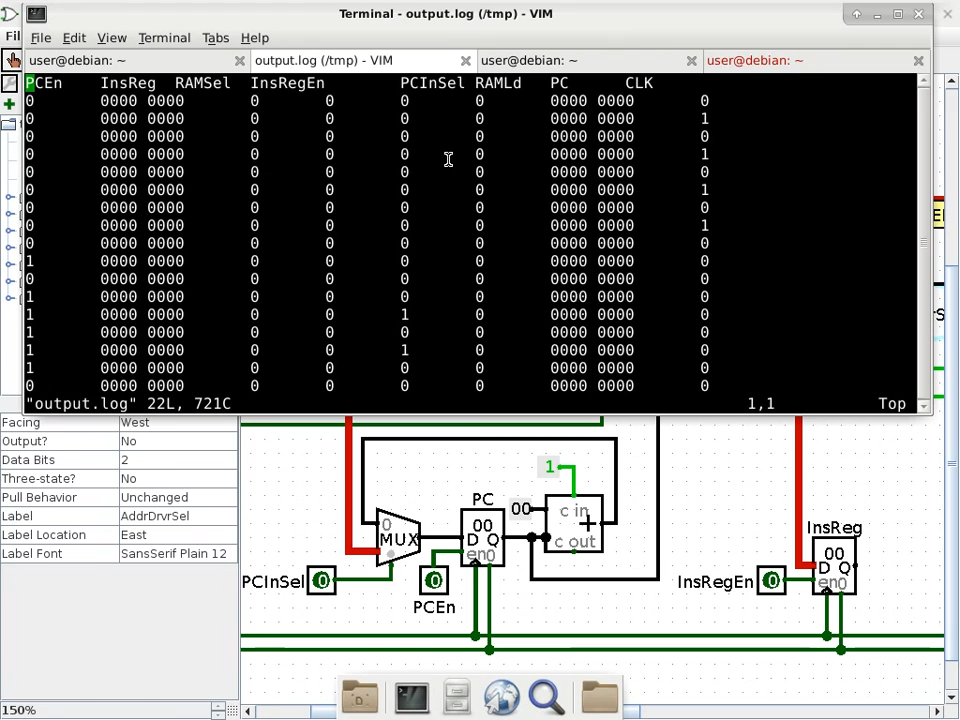 Terminal - output.log (/tmp) - VIM
Fil
File Edit View Terminal Tabs Help
user@debian: ~ output.log (/tmp) - VIM user@debian: ~ user@debian: ~
PCEn InsReg RAMSel InsRegEn PCInSel RAMLd PC CLK
0 0000 0000 0 0 0 0 0000 0000 0
0 0000 0000 0 0 0 0 0000 0000 1
0 0000 0000 0 0 0 0 0000 0000 0
0 0000 0000 0 0 0 0 0000 0000 1
0 0000 0000 0 0 0 0 0000 0000 0
0 0000 0000 0 0 0 0 0000 0000 1
0 0000 0000 0 0 0 0 0000 0000 0
0 0000 0000 0 0 0 0 0000 0000 1
0 0000 0000 0 0 0 0 0000 0000 0
1 0000 0000 0 0 0 0 0000 0000 0
0 0000 0000 0 0 0 0 0000 0000 0
1 0000 0000 0 0 0 0 0000 0000 0
1 0000 0000 0 0 1 0 0000 0000 0
1 0000 0000 0 0 0 0 0000 0000 0
1 0000 0000 0 0 1 0 0000 0000 0
1 0000 0000 0 0 0 0 0000 0000 0
0 0000 0000 0 0 0 0 0000 0000 0
"output.log" 22L, 721C 1,1 Top
Facing West
Output? No
Data Bits 2
Three-state? No
Pull Behavior Unchanged
Label AddrDrvSel
Label Location East
Label Font SansSerif Plain 12
1
PC
00 c in
0 00 +
MUX D Q c out
en0
PCInSel 0
0
PCEn
InsReg
00
D Q
InsRegEn 0 en0
150%